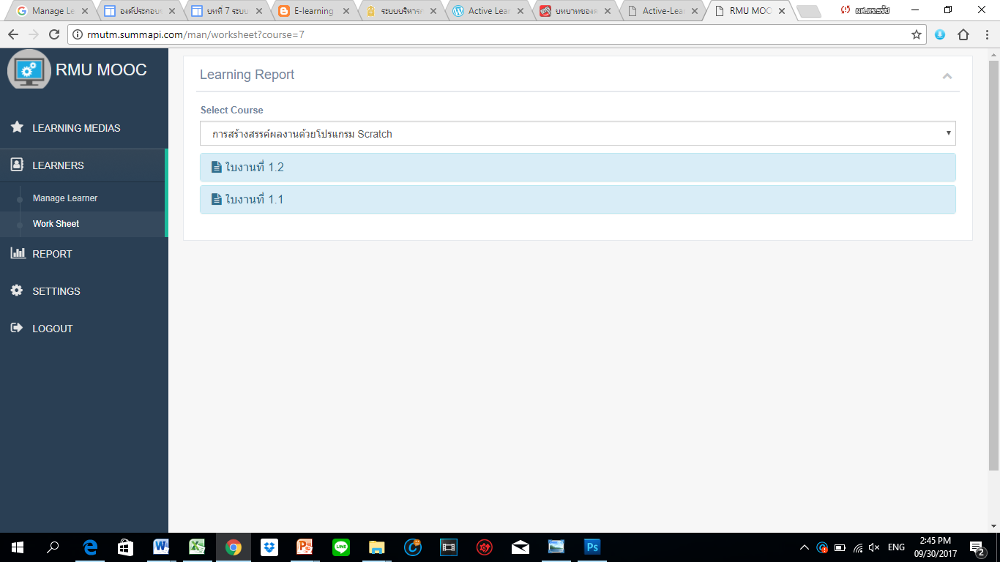 Manage Le
องค์ประกอบ
บทที่ 7 ระบบ
E-learning
ระบบบริหาร
Active Lear
บทบาทของ
Active-Lea
RMU MOO
rmutm.summapi.com/man/worksheet?course=7
RMU MOOC
LEARNING MEDIAS
LEARNERS
Manage Learner
Work Sheet
REPORT
SETTINGS
LOGOUT
Learning Report
Select Course
การสร้างสรรค์ผลงานด้วยโปรแกรม Scratch
ใบงานที่ 1.2
ใบงานที่ 1.1
LINE
Ps
ENG
2:45 PM
09/30/2017
2